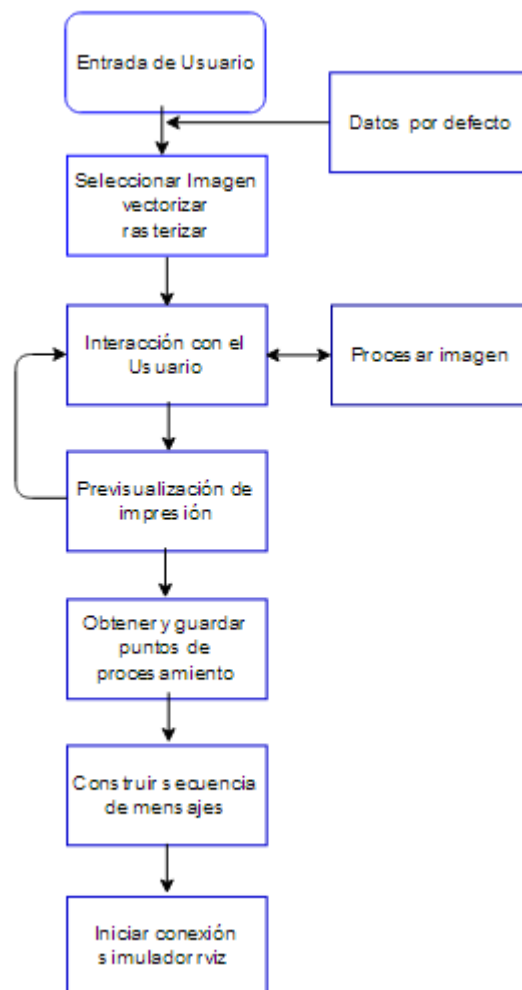 Entrada de Usuario
Datos por defecto
Seleccionar Imagen
vectorizar
rasterizar
Interacción con el
Usuario
Procesar imagen
Previsualización de
impresión
Obtener y guardar
puntos de
procesamiento
Construir secuencia
de mensajes
Iniciar conexión
simulador rviz